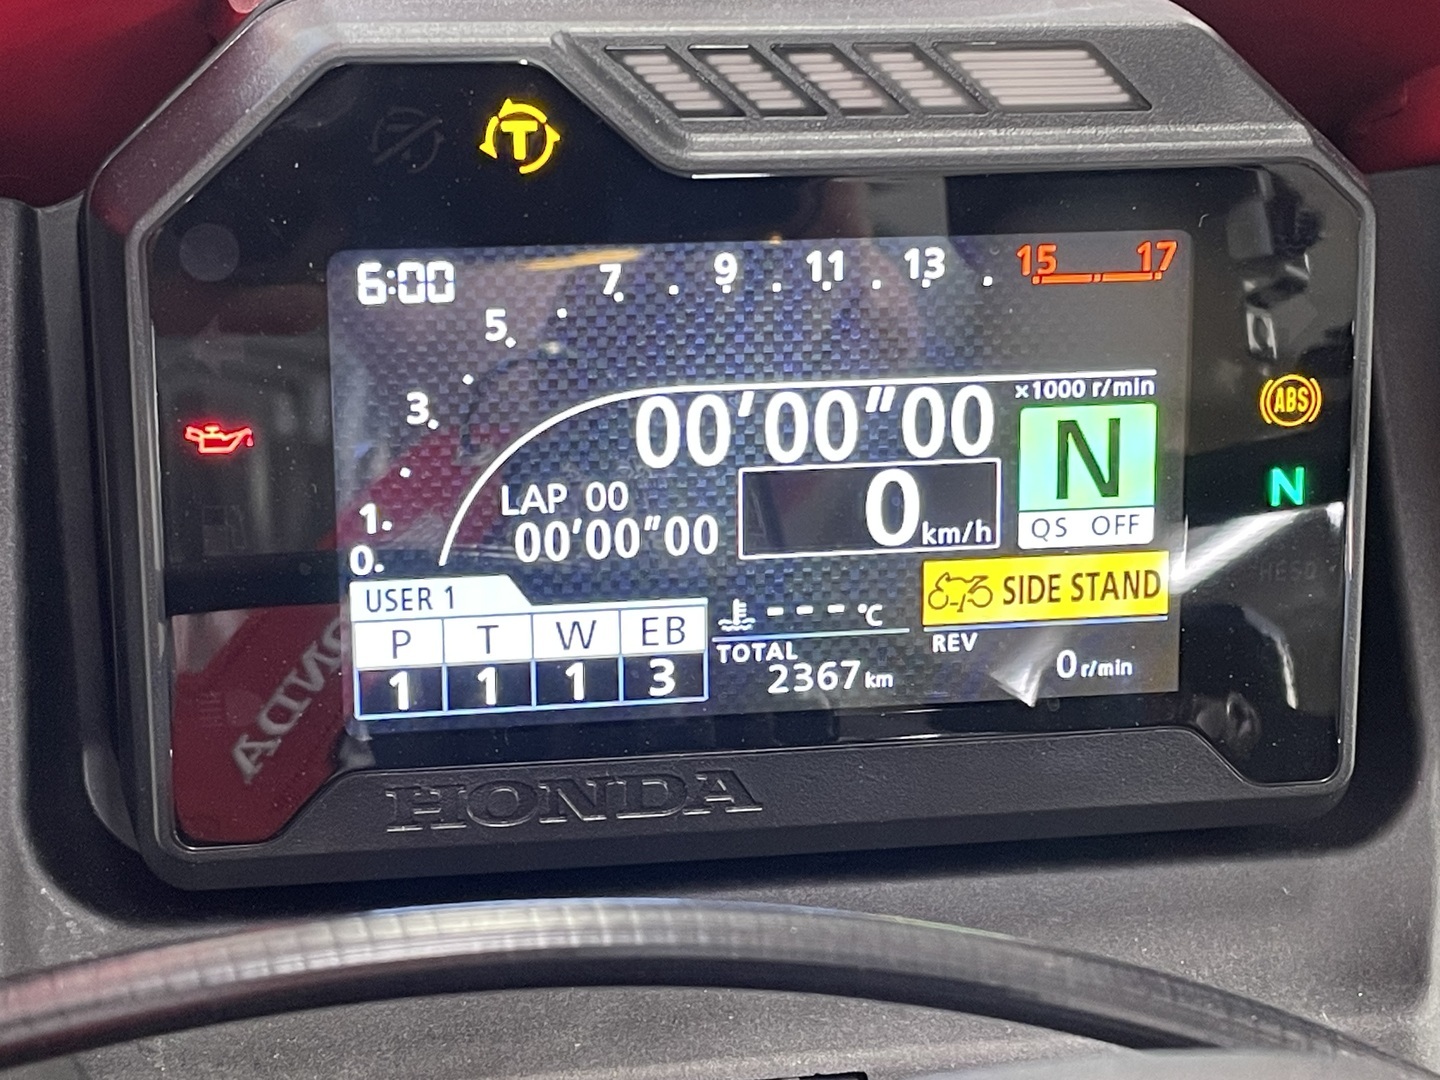 T
6:00
0. 1. 3. 5. 7. 9. 11. 13. 15 17
×1000 r/min
00'00"00
N
LAP 00
00'00"00
0 km/h
QS OFF
ABS
N
USER 1
P T W EB
1 1 1 3
---°C
SIDE STAND
TOTAL
2367 km
REV
0 r/min
HONDA
HONDA